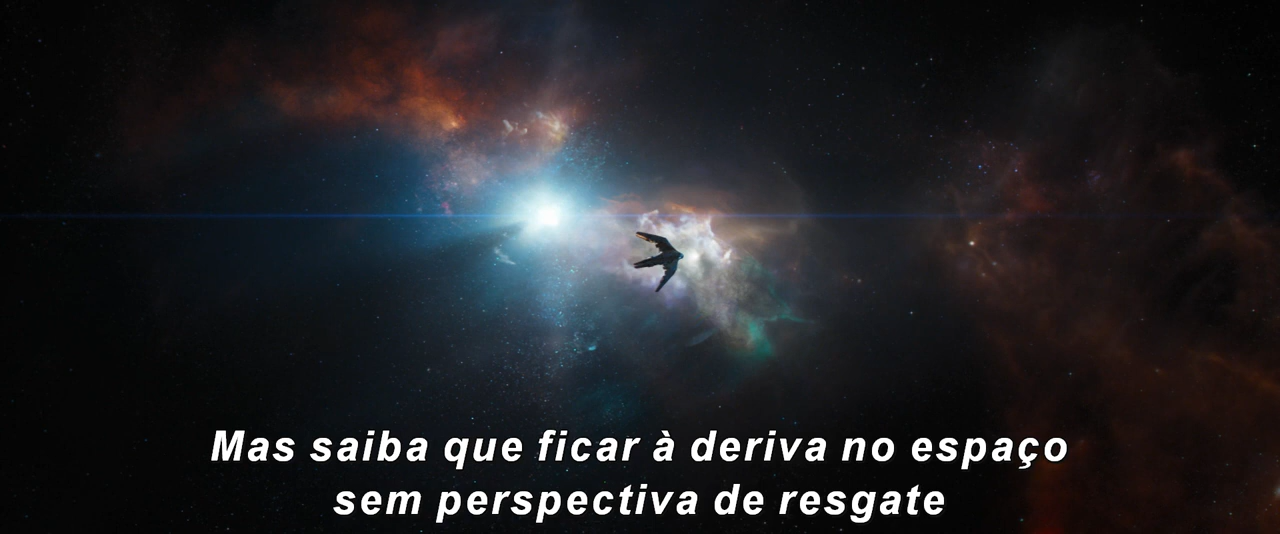 Mas saiba que ficar à deriva no espaço
sem perspectiva de resgate